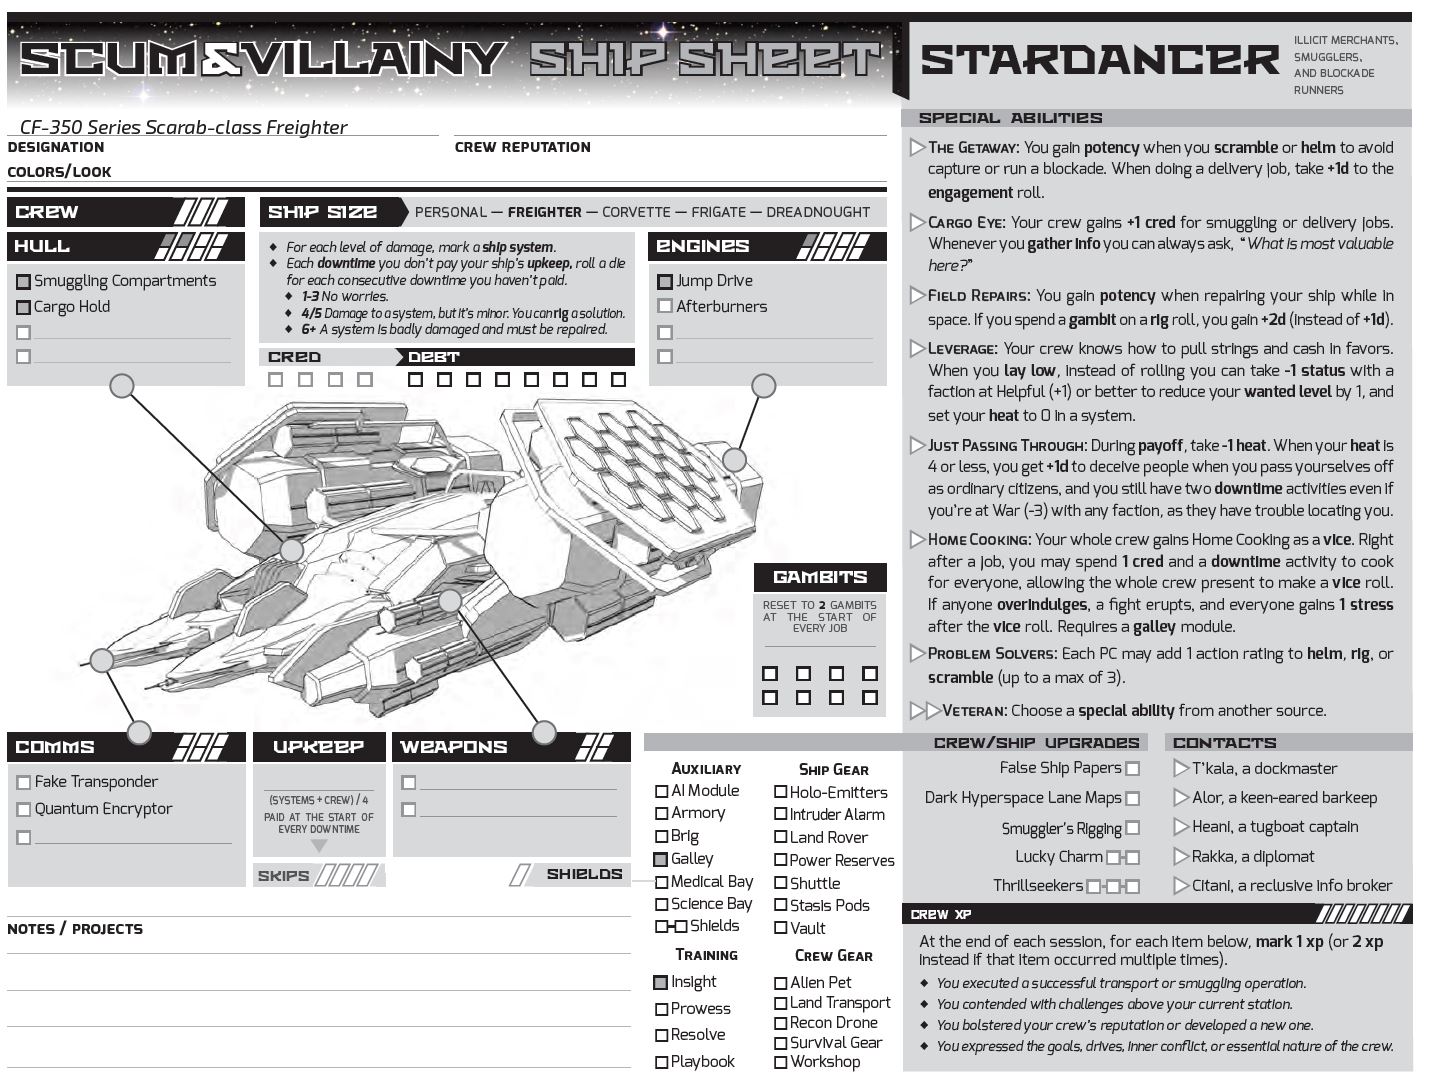 SCUM&VILLAINY SHIP SHEET
STARDANCER
ILLICIT MERCHANTS,
SMUGGLERS,
AND BLOCKADE
RUNNERS
CF-350 Series Scarab-class Freighter
DESIGNATION
CREW REPUTATION
COLORS/LOOK
CREW
SHIP SIZE
PERSONAL — FREIGHTER — CORVETTE — FRIGATE — DREADNOUGHT
HULL
Smuggling Compartments
Cargo Hold
For each level of damage, mark a ship system.
Each downtime you don't pay your ship's upkeep, roll a die
for each consecutive downtime you haven't paid.
1-3 No worries.
4/5 Damage to a system, but it's minor. You can rig a solution.
6+ A system is badly damaged and must be repaired.
CRED
DEBT
ENGINES
Jump Drive
Afterburners
GAMBITS
RESET TO 2 GAMBITS
AT THE START OF
EVERY JOB
COMMS
Fake Transponder
Quantum Encryptor
UPKEEP
(SYSTEMS + CREW) / 4
PAID AT THE START OF
EVERY DOWNTIME
SKIPS
WEAPONS
SHIELDS
NOTES / PROJECTS
AUXILIARY
AI Module
Armory
Brig
Galley
Medical Bay
Science Bay
Shields
TRAINING
Insight
Prowess
Resolve
Playbook
SHIP GEAR
Holo-Emitters
Intruder Alarm
Land Rover
Power Reserves
Shuttle
Stasis Pods
Vault
CREW GEAR
Alien Pet
Land Transport
Recon Drone
Survival Gear
Workshop
SPECIAL ABILITIES
THE GETAWAY: You gain potency when you scramble or helm to avoid
capture or run a blockade. When doing a delivery job, take +1d to the
engagement roll.
CARGO EYE: Your crew gains +1 cred for smuggling or delivery jobs.
Whenever you gather info you can always ask, "What is most valuable
here?"
FIELD REPAIRS: You gain potency when repairing your ship while in
space. If you spend a gambit on a rig roll, you gain +2d (instead of +1d).
LEVERAGE: Your crew knows how to pull strings and cash in favors.
When you lay low, instead of rolling you can take -1 status with a
faction at Helpful (+1) or better to reduce your wanted level by 1, and
set your heat to 0 in a system.
JUST PASSING THROUGH: During payoff, take -1 heat. When your heat is
4 or less, you get +1d to deceive people when you pass yourselves off
as ordinary citizens, and you still have two downtime activities even if
you're at War (-3) with any faction, as they have trouble locating you.
HOME COOKING: Your whole crew gains Home Cooking as a vice. Right
after a job, you may spend 1 cred and a downtime activity to cook
for everyone, allowing the whole crew present to make a vice roll.
If anyone overindulges, a fight erupts, and everyone gains 1 stress
after the vice roll. Requires a galley module.
PROBLEM SOLVERS: Each PC may add 1 action rating to helm, rig, or
scramble (up to a max of 3).
VETERAN: Choose a special ability from another source.
CREW/SHIP UPGRADES
False Ship Papers
Dark Hyperspace Lane Maps
Smuggler's Rigging
Lucky Charm
Thrillseekers
CONTACTS
T'kala, a dockmaster
Alor, a keen-eared barkeep
Heani, a tugboat captain
Rakka, a diplomat
Citani, a reclusive info broker
CREW XP
At the end of each session, for each item below, mark 1 xp (or 2 xp
instead if that item occurred multiple times).
You executed a successful transport or smuggling operation.
You contended with challenges above your current station.
You bolstered your crew's reputation or developed a new one.
You expressed the goals, drives, inner conflict, or essential nature of the crew.